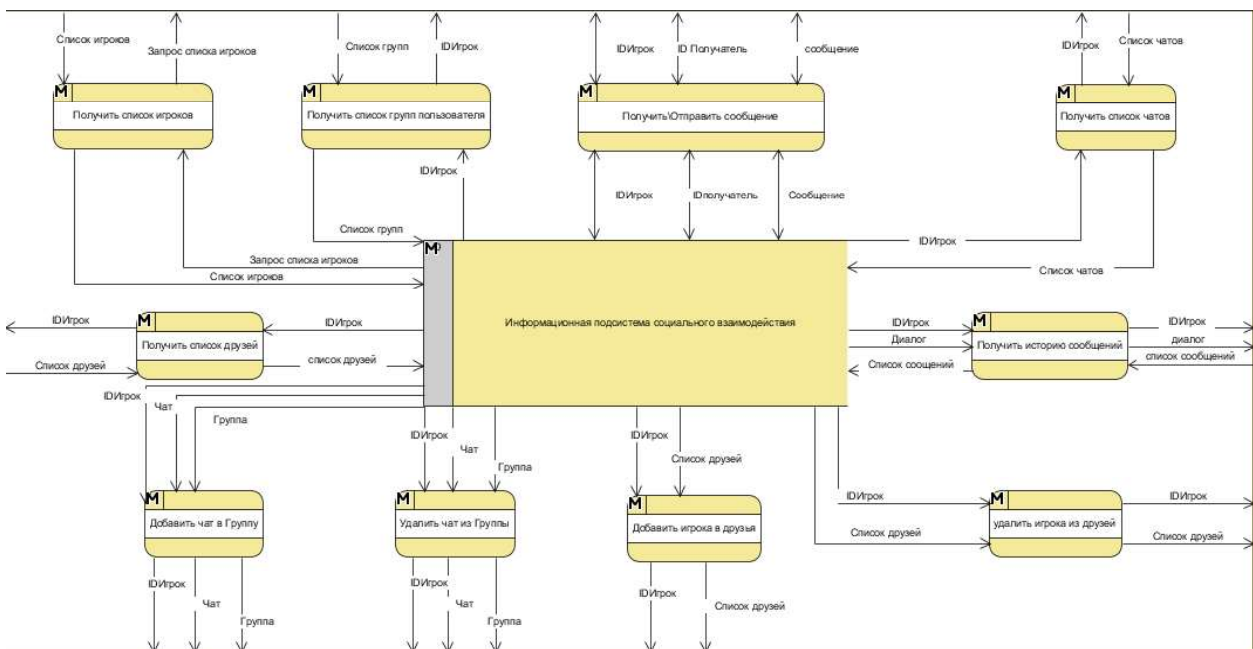 Список игроков
Запрос списка игроков
Список групп
IDИгрок
IDИгрок
ID Получатель
сообщение
IDИгрок
Список чатов
M
Получить список игроков
M
Получить список групп пользователя
M
Получить\Отправить сообщение
M
Получить список чатов
IDИгрок
IDИгрок
IDполучатель
Сообщение
Список групп
IDИгрок
Запрос списка игроков
Список чатов
Список игроков
M
Информационная подсистема социального взаимодействия
IDИгрок
M
Получить список друзей
IDИгрок
Список друзей
список друзей
IDИгрок
Диалог
Список соощений
M
Получить историю сообщений
IDИгрок
диалог
список сообщений
IDИгрок
Чат
Группа
IDИгрок
Чат
Группа
IDИгрок
Список друзей
M
Добавить чат в Группу
M
Удалить чат из Группы
M
Добавить игрока в друзья
IDИгрок
Список друзей
M
удалить игрока из друзей
IDИгрок
Список друзей
IDИгрок
Чат
Группа
IDИгрок
Чат
Группа
IDИгрок
Список друзей